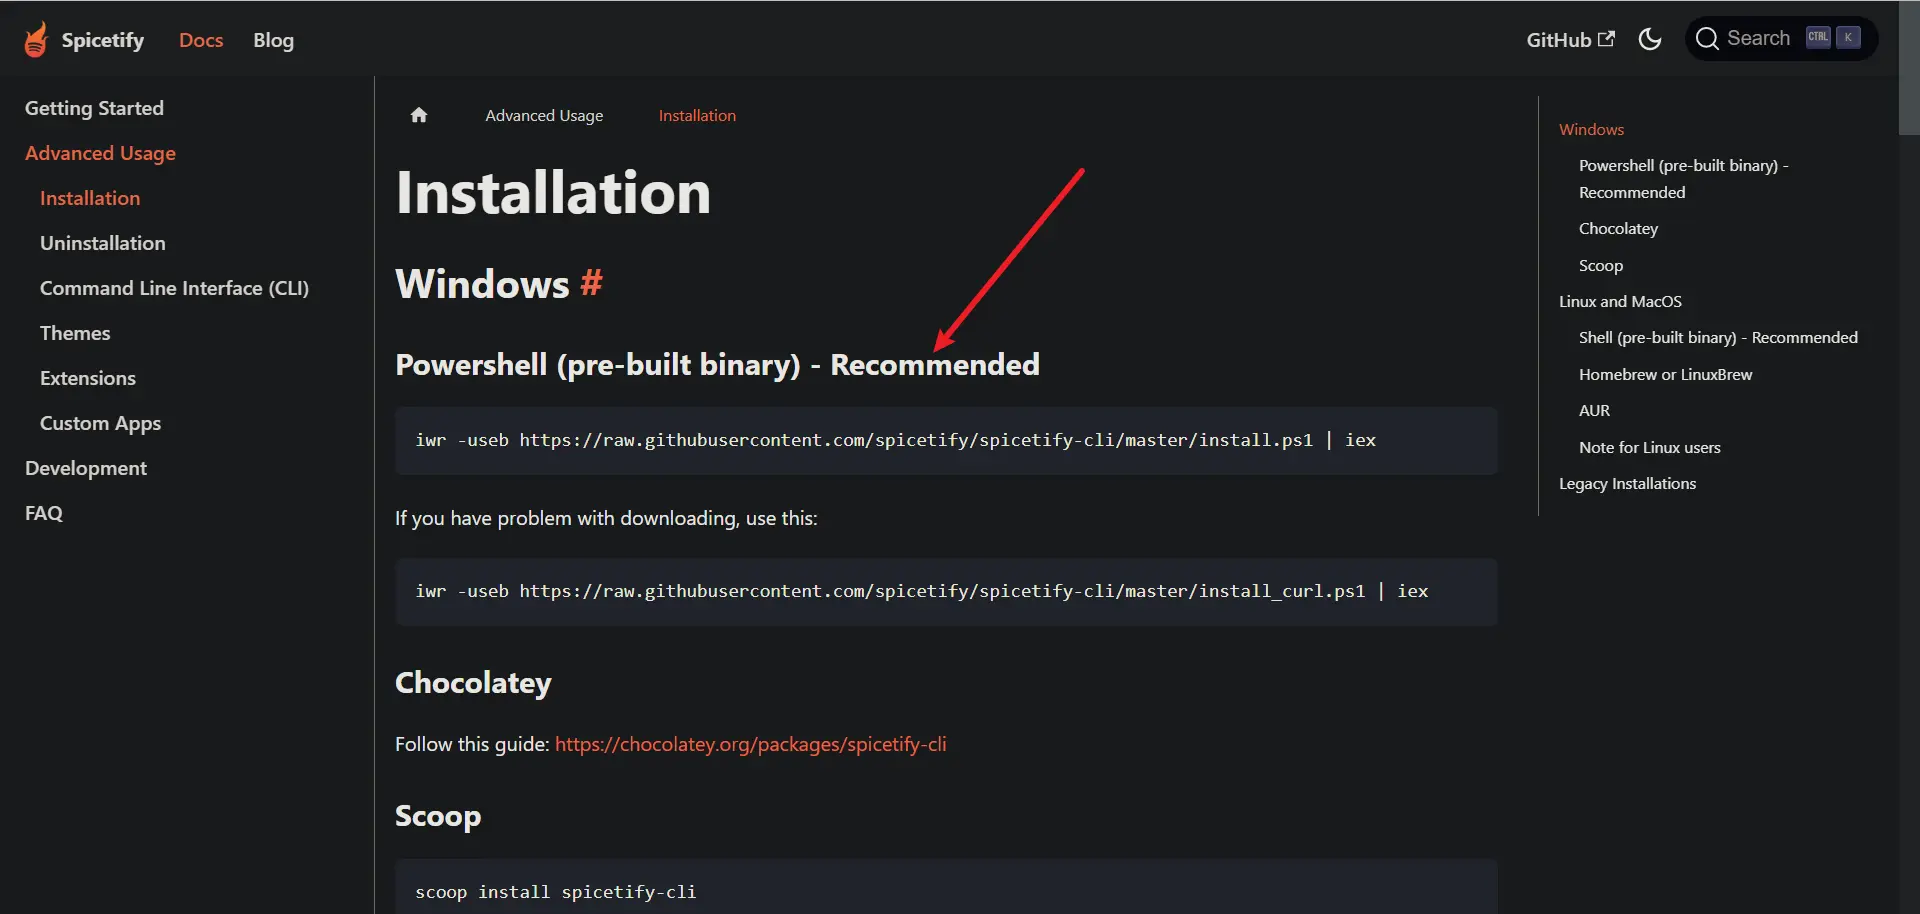 Spicetify Docs Blog GitHub Search CTRL K
Getting Started
Advanced Usage
Installation
Uninstallation
Command Line Interface (CLI)
Themes
Extensions
Custom Apps
Development
FAQ
Advanced Usage Installation
Installation
Windows #
Powershell (pre-built binary) - Recommended
iwr -useb https://raw.githubusercontent.com/spicetify/spicetify-cli/master/install.ps1 | iex
If you have problem with downloading, use this:
iwr -useb https://raw.githubusercontent.com/spicetify/spicetify-cli/master/install_curl.ps1 | iex
Chocolatey
Follow this guide: https://chocolatey.org/packages/spicetify-cli
Scoop
scoop install spicetify-cli
Windows
Powershell (pre-built binary) -
Recommended
Chocolatey
Scoop
Linux and MacOS
Shell (pre-built binary) - Recommended
Homebrew or LinuxBrew
AUR
Note for Linux users
Legacy Installations